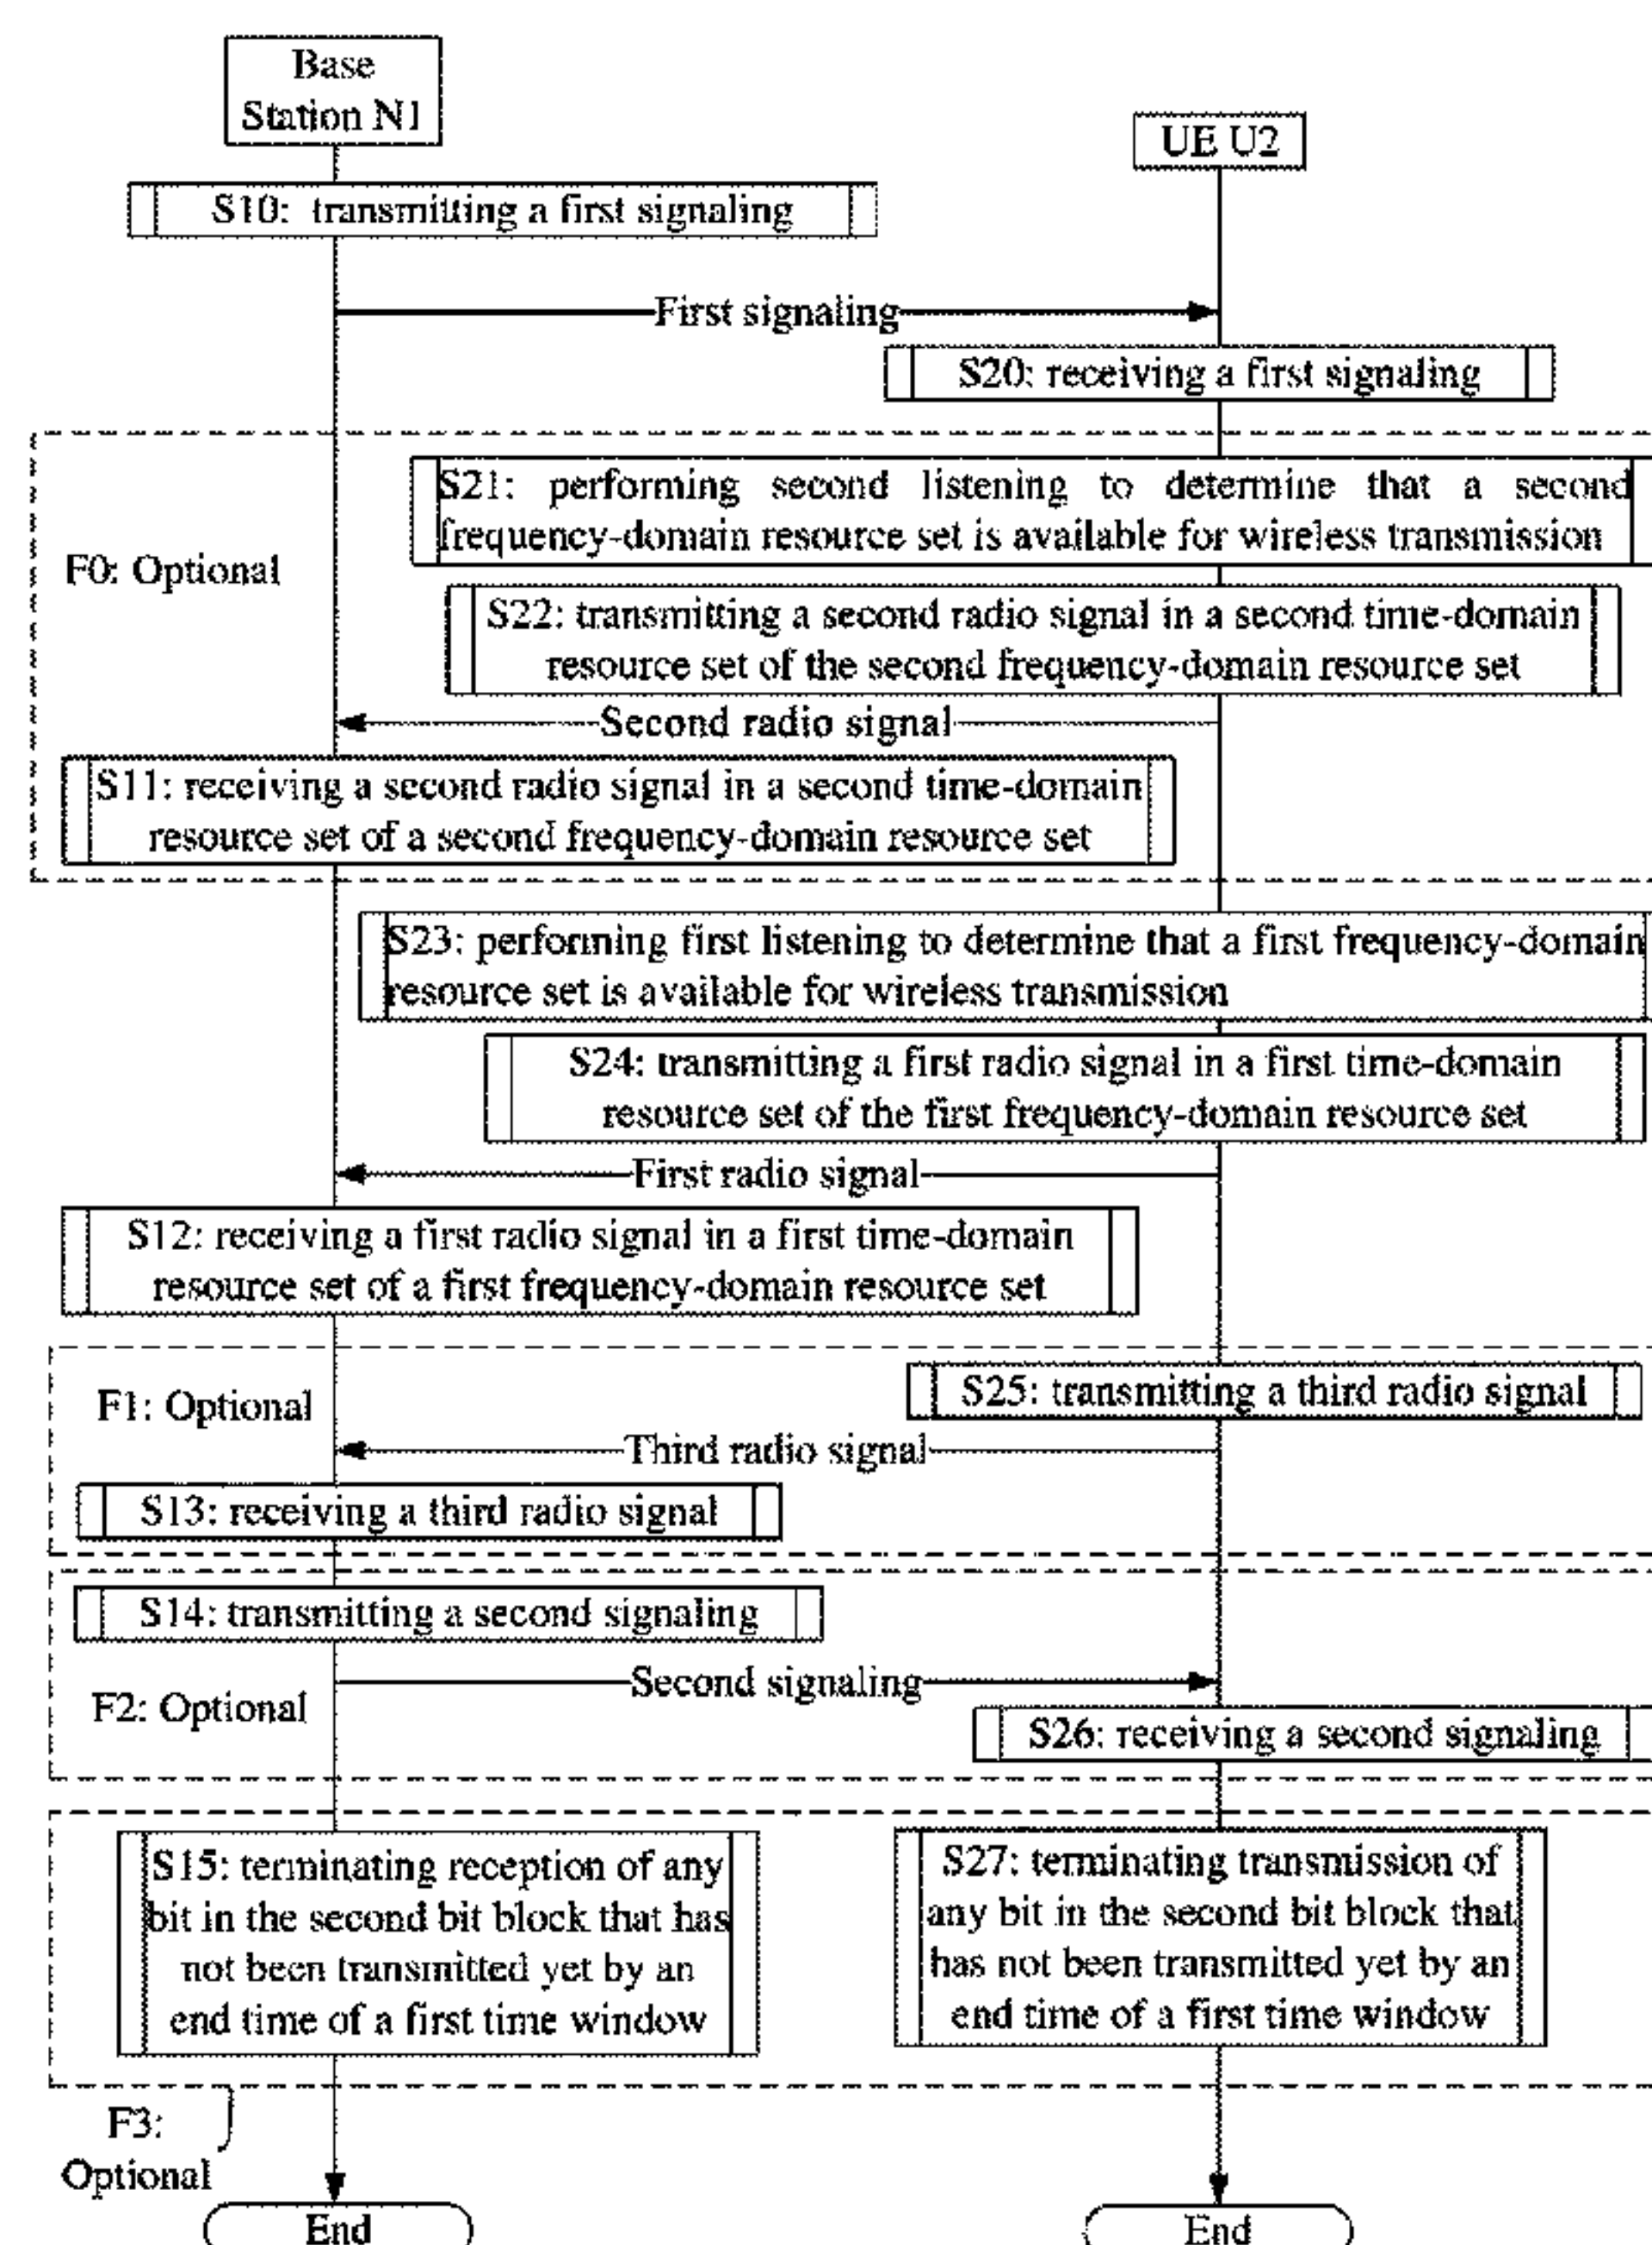 Base
Station N1
UE U2
S10: transmitting a first signaling
First signaling
S20: receiving a first signaling
S21: performing second listening to determine that a second
frequency-domain resource set is available for wireless transmission
F0: Optional
S22: transmitting a second radio signal in a second time-domain
resource set of the second frequency-domain resource set
Second radio signal
S11: receiving a second radio signal in a second time-domain
resource set of a second frequency-domain resource set
S23: performing first listening to determine that a first frequency-domain
resource set is available for wireless transmission
S24: transmitting a first radio signal in a first time-domain
resource set of the first frequency-domain resource set
First radio signal
S12: receiving a first radio signal in a first time-domain
resource set of a first frequency-domain resource set
S25: transmitting a third radio signal
F1: Optional
Third radio signal
S13: receiving a third radio signal
S14: transmitting a second signaling
Second signaling
F2: Optional
S26: receiving a second signaling
S15: terminating reception of any
bit in the second bit block that has
not been transmitted yet by an
end time of a first time window
S27: terminating transmission of
any bit in the second bit block that
has not been transmitted yet by an
end time of a first time window
F3:
Optional
End
End